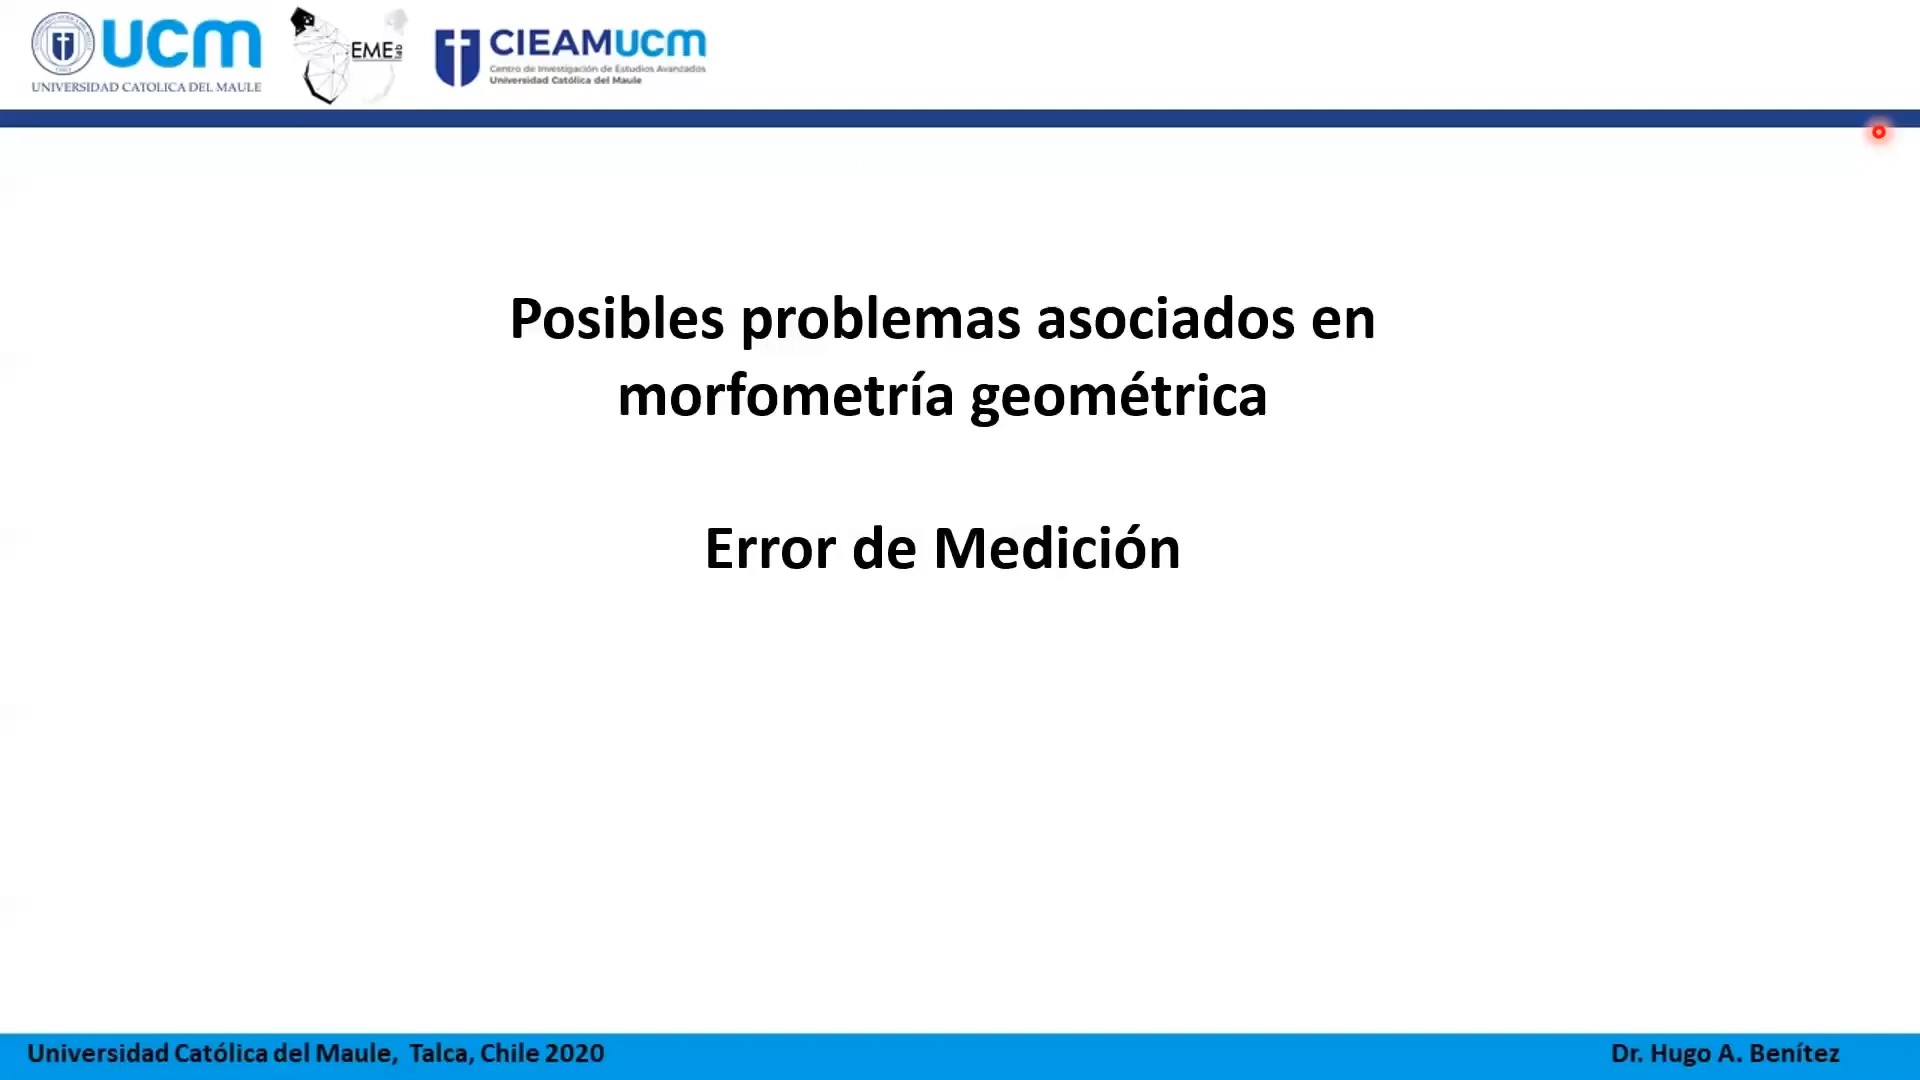 UCM
UNIVERSIDAD CATOLICA DEL MAULE
EME lab
CIEAMUCM
Centro de Investigación de Estudios Avanzados
Universidad Católica del Maule
Posibles problemas asociados en
morfometría geométrica
Error de Medición
Universidad Católica del Maule, Talca, Chile 2020
Dr. Hugo A. Benítez